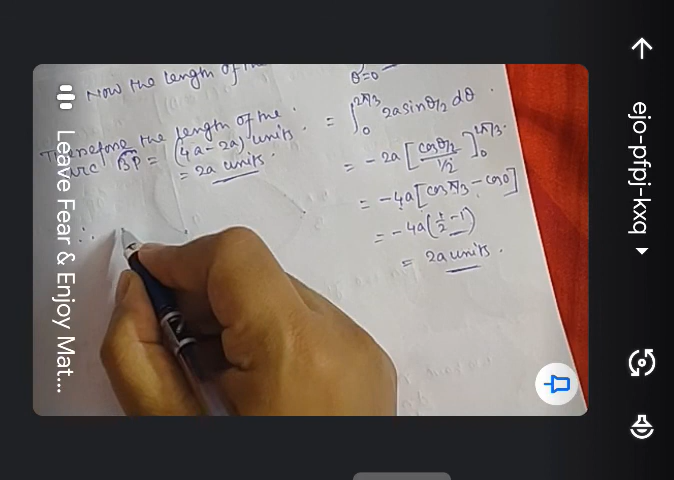 Now the length of the
Therefore the length of the
arc BP = (4a-2a) units.
= 2a units.
∴
θ=0
= ∫₀^{2π/3} 2a sin θ/2 dθ.
= -2a [cos θ/2 / 1/2]₀^{2π/3}.
= -4a [cos π/3 - cos 0]
= -4a (1/2 - 1)
= 2a units.
Leave Fear & Enjoy Mat...
ejo-pfpj-kxq